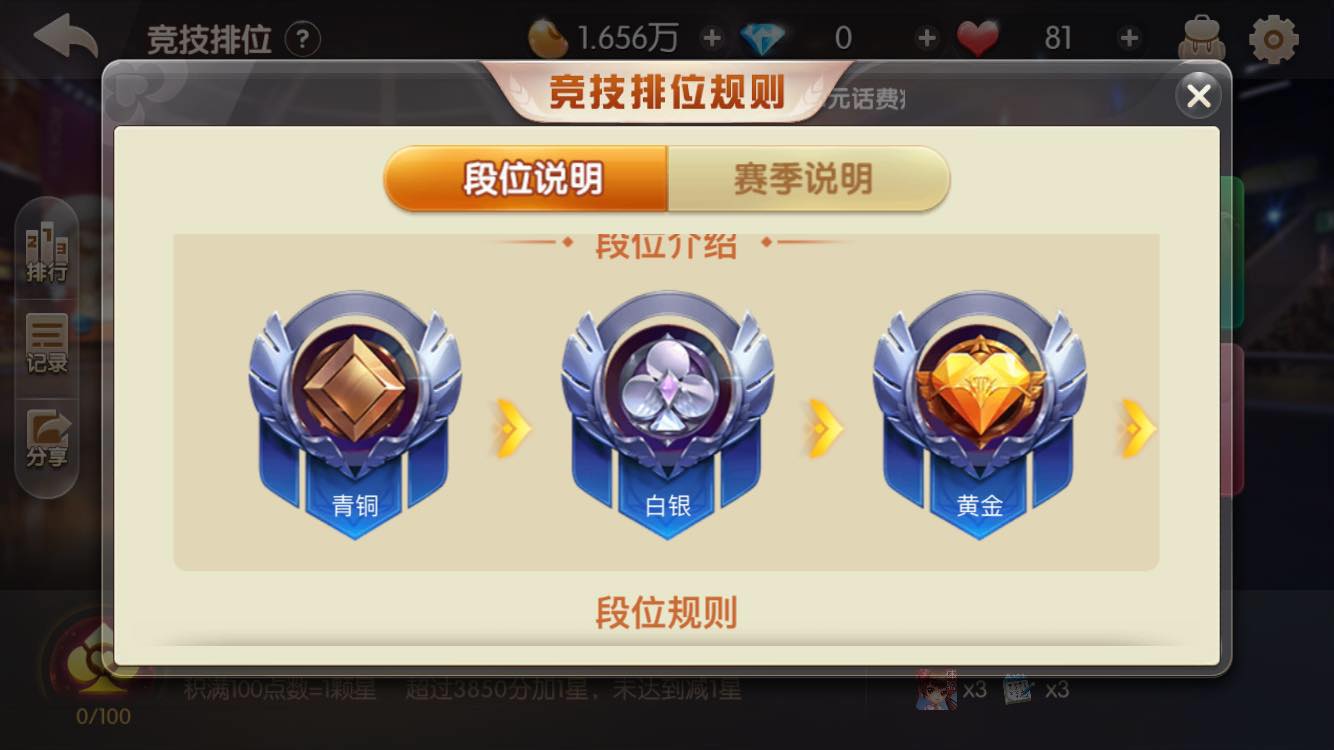 竞技排位 ?
1.656万
0
81
竞技排位规则
元话费
段位说明
赛季说明
段位介绍
2 1 3
排行
记录
分享
青铜
白银
黄金
段位规则
积满100点数=1颗星 超过3850分加1星，未达到减1星
x3
x3
0/100